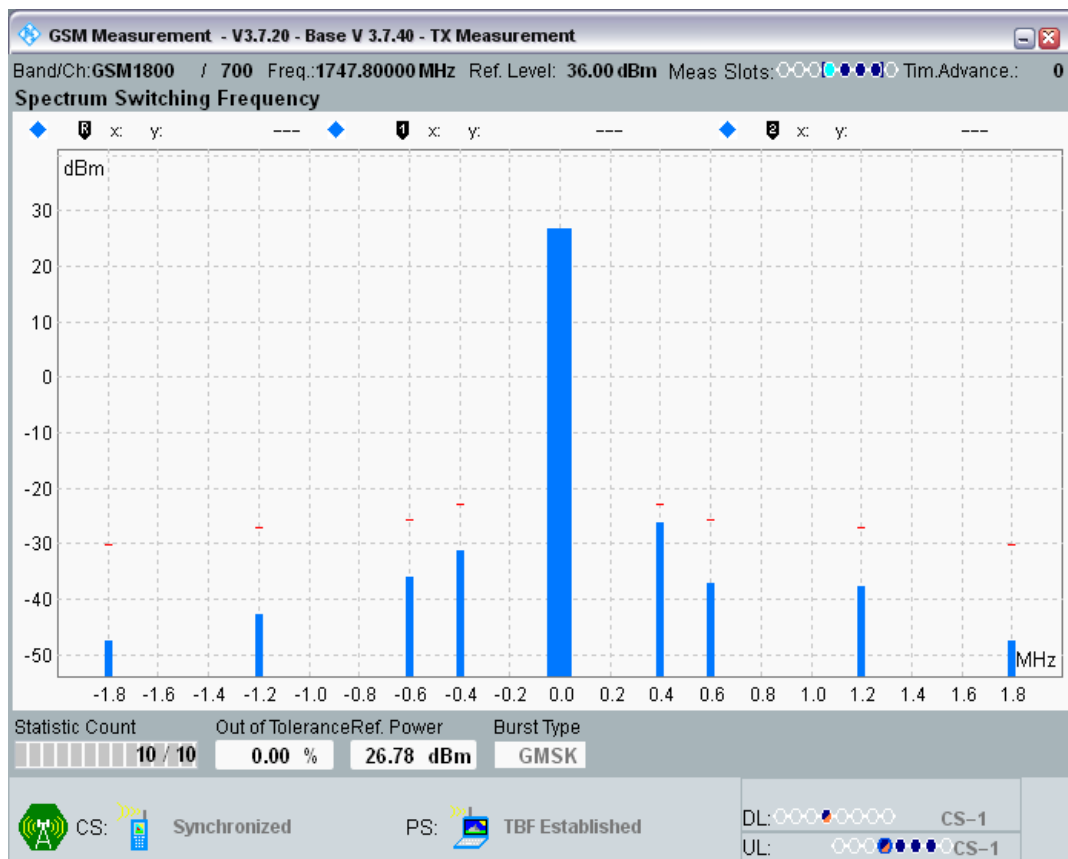 GSM Measurement - V3.7.20 - Base V 3.7.40 - TX Measurement
Band/Ch:GSM1800 / 700 Freq.:1747.80000 MHz Ref. Level: 36.00 dBm Meas Slots: Tim.Advance.: 0
Spectrum Switching Frequency
R x: y: --- 1 x: y: --- 2 x: y: ---
dBm
30
20
10
0
-10
-20
-30
-40
-50
MHz
-1.8 -1.6 -1.4 -1.2 -1.0 -0.8 -0.6 -0.4 -0.2 0.0 0.2 0.4 0.6 0.8 1.0 1.2 1.4 1.6 1.8
Statistic Count Out of Tolerance Ref. Power Burst Type
10 / 10 0.00 % 26.78 dBm GMSK
CS: Synchronized PS: TBF Established
DL: CS-1
UL: CS-1